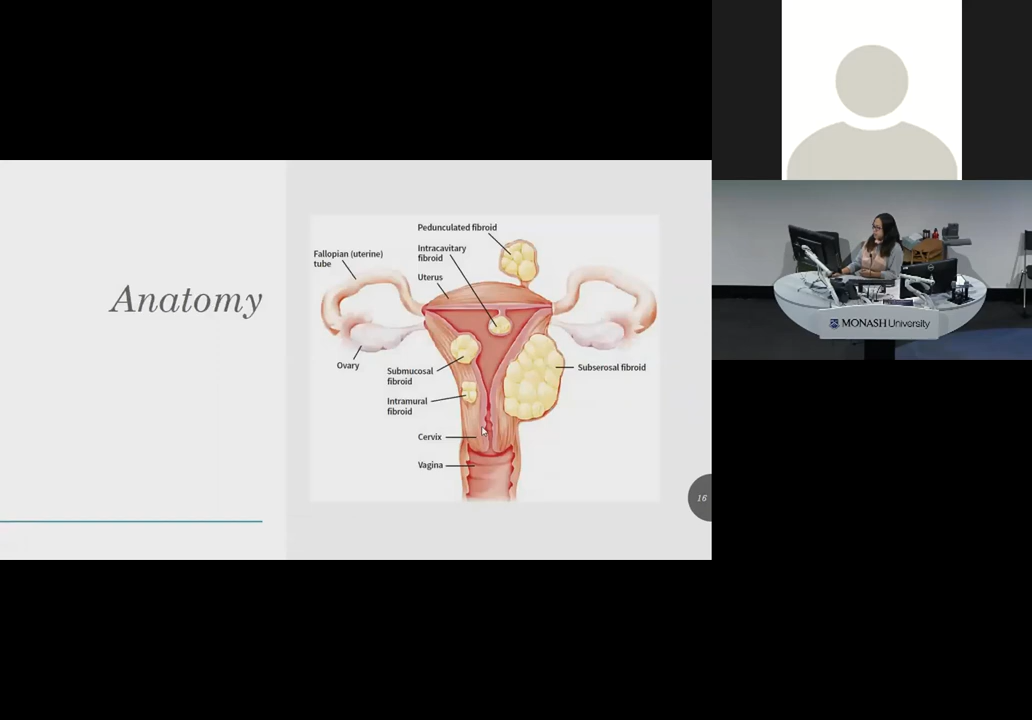 Anatomy
Pedunculated fibroid
Intracavitary
fibroid
Uterus
Fallopian (uterine)
tube
Ovary
Submucosal
fibroid
Intramural
fibroid
Subserosal fibroid
Cervix
Vagina
16
MONASH University